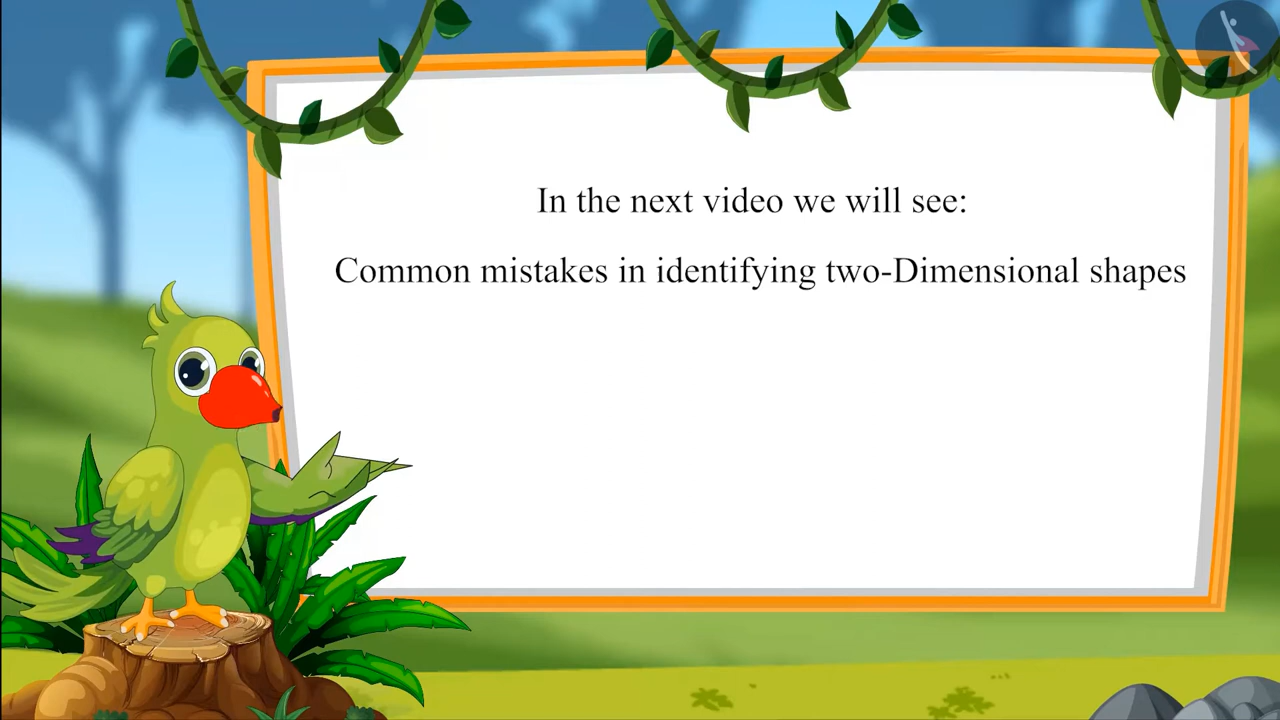 In the next video we will see:
Common mistakes in identifying two-Dimensional shapes